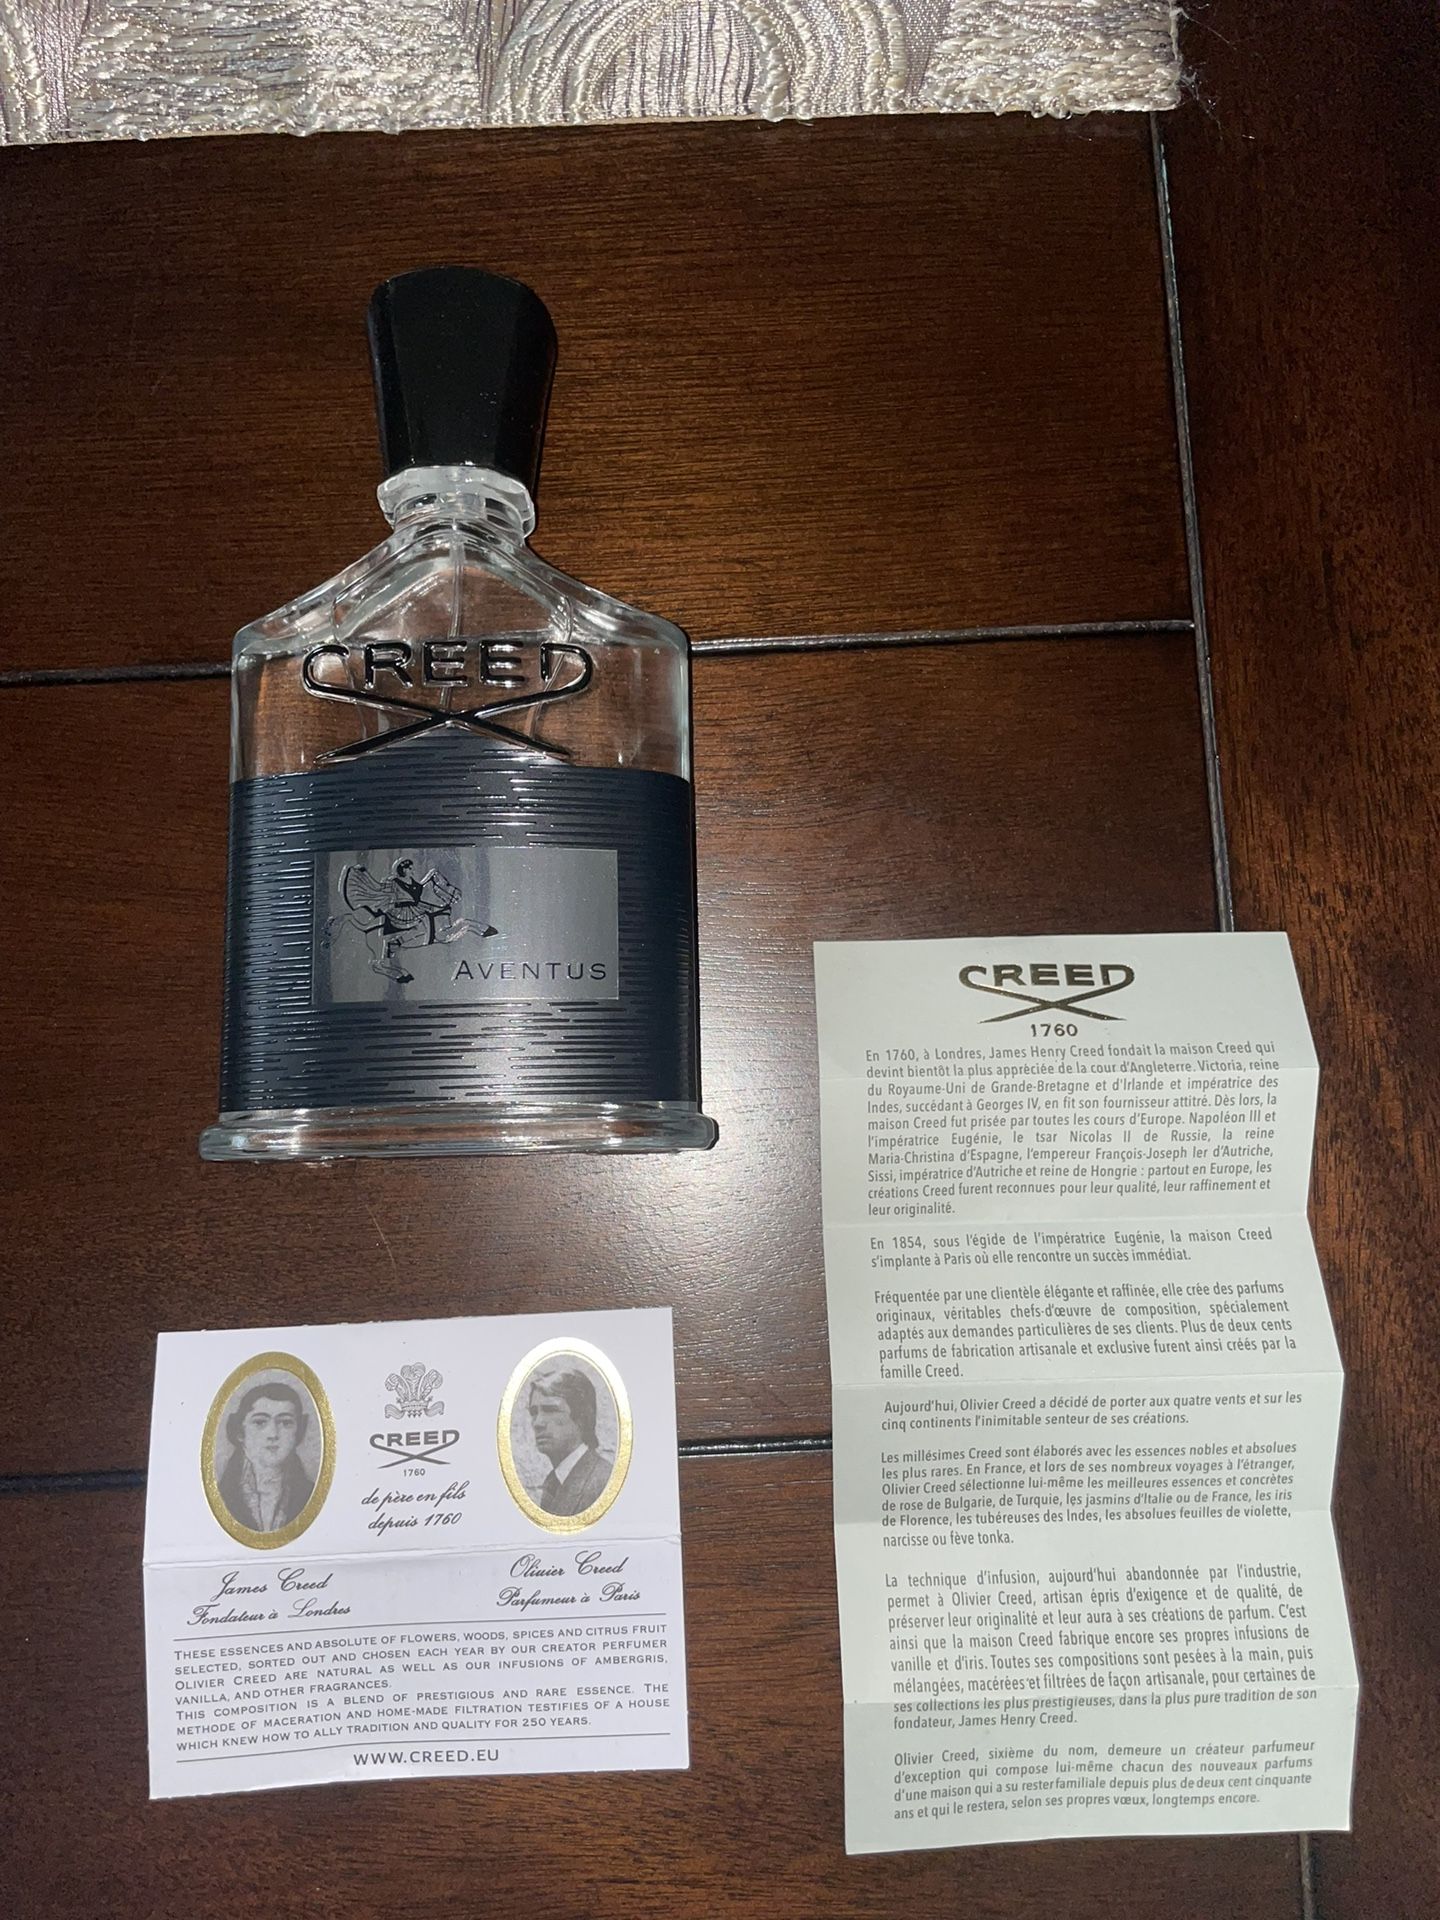 CREED
AVENTUS
CREED
1760
de père en fils
depuis 1760
James Creed
Fondateur à Londres
Olivier Creed
Parfumeur à Paris
THESE ESSENCES AND ABSOLUTE OF FLOWERS, WOODS, SPICES AND CITRUS FRUIT
SELECTED, SORTED OUT AND CHOSEN EACH YEAR BY OUR CREATOR PERFUMER
OLIVIER CREED ARE NATURAL AS WELL AS OUR INFUSIONS OF AMBERGRIS,
VANILLA, AND OTHER FRAGRANCES.
THIS COMPOSITION IS A BLEND OF PRESTIGIOUS AND RARE ESSENCE. THE
METHODE OF MACERATION AND HOME-MADE FILTRATION TESTIFIES OF A HOUSE
WHICH KNEW HOW TO ALLY TRADITION AND QUALITY FOR 250 YEARS.
WWW.CREED.EU
CREED
1760
En 1760, à Londres, James Henry Creed fondait la maison Creed qui
devint bientôt la plus appréciée de la cour d'Angleterre. Victoria, reine
du Royaume-Uni de Grande-Bretagne et d'Irlande et impératrice des
Indes, succédant à Georges IV, en fit son fournisseur attitré. Dès lors, la
maison Creed fut prisée par toutes les cours d'Europe. Napoléon III et
l'impératrice Eugénie, le tsar Nicolas II de Russie, la reine
Maria-Christina d'Espagne, l'empereur François-Joseph Ier d'Autriche,
Sissi, impératrice d'Autriche et reine de Hongrie : partout en Europe, les
créations Creed furent reconnues pour leur qualité, leur raffinement et
leur originalité.
En 1854, sous l'égide de l'impératrice Eugénie, la maison Creed
s'implante à Paris où elle rencontre un succès immédiat.
Fréquentée par une clientèle élégante et raffinée, elle crée des parfums
originaux, véritables chefs-d'œuvre de composition, spécialement
adaptés aux demandes particulières de ses clients. Plus de deux cents
parfums de fabrication artisanale et exclusive furent ainsi créés par la
famille Creed.
Aujourd'hui, Olivier Creed a décidé de porter aux quatre vents et sur les
cinq continents l'inimitable senteur de ses créations.
Les millésimes Creed sont élaborés avec les essences nobles et absolues
les plus rares. En France, et lors de ses nombreux voyages à l'étranger,
Olivier Creed sélectionne lui-même les meilleures essences et concrètes
de rose de Bulgarie, de Turquie, les jasmins d'Italie ou de France, les iris
de Florence, les tubéreuses des Indes, les absolues feuilles de violette,
narcisse ou fève tonka.
La technique d'infusion, aujourd'hui abandonnée par l'industrie,
permet à Olivier Creed, artisan épris d'exigence et de qualité, de
préserver leur originalité et leur aura à ses créations de parfum. C'est
ainsi que la maison Creed fabrique encore ses propres infusions de
vanille et d'iris. Toutes ses compositions sont pesées à la main, puis
mélangées, macérées et filtrées de façon artisanale, pour certaines de
ses collections les plus prestigieuses, dans la plus pure tradition de son
fondateur, James Henry Creed.
Olivier Creed, sixième du nom, demeure un créateur parfumeur
d'exception qui compose lui-même chacun des nouveaux parfums
d'une maison qui a su rester familiale depuis plus de deux cent cinquante
ans et qui le restera, selon ses propres vœux, longtemps encore.